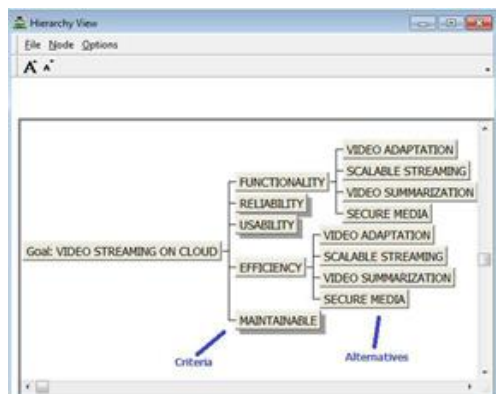 Hierarchy View
File Node Options
A A
VIDEO ADAPTATION
SCALABLE STREAMING
FUNCTIONALITY
VIDEO SUMMARIZATION
RELIABILITY
SECURE MEDIA
USABILITY
VIDEO ADAPTATION
Goal: VIDEO STREAMING ON CLOUD
SCALABLE STREAMING
EFFICIENCY
VIDEO SUMMARIZATION
SECURE MEDIA
MAINTAINABLE
Criteria
Alternatives